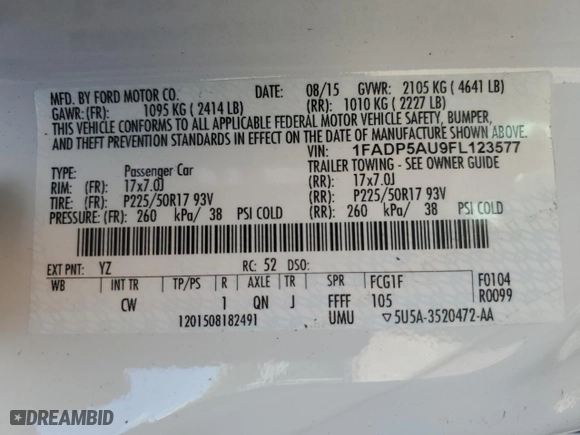 MFD. BY FORD MOTOR CO. DATE: 08/15 GVWR: 2105 KG ( 4641 LB)
GAWR: (FR): 1095 KG ( 2414 LB) (RR): 1010 KG ( 2227 LB)
THIS VEHICLE CONFORMS TO ALL APPLICABLE FEDERAL MOTOR VEHICLE SAFETY, BUMPER,
AND THEFT PREVENTION STANDARDS IN EFFECT ON THE DATE OF MANUFACTURE SHOWN ABOVE.
VIN: 1FADP5AU9FL123577
TYPE: Passenger Car TRAILER TOWING - SEE OWNER GUIDE
RIM: (FR): 17x7.0J (RR): 17x7.0J
TIRE: (FR): P225/50R17 93V (RR): P225/50R17 93V
PRESSURE: (FR): 260 kPa/ 38 PSI COLD (RR): 260 kPa/ 38 PSI COLD
EXT PNT: YZ RC: 52 DSO:
WB INT TR TP/PS R AXLE TR SPR FCG1F F0104
CW 1 QN J FFFF 105 R0099
1201508182491 UMU ▽5U5A-3520472-AA
DREAMBID